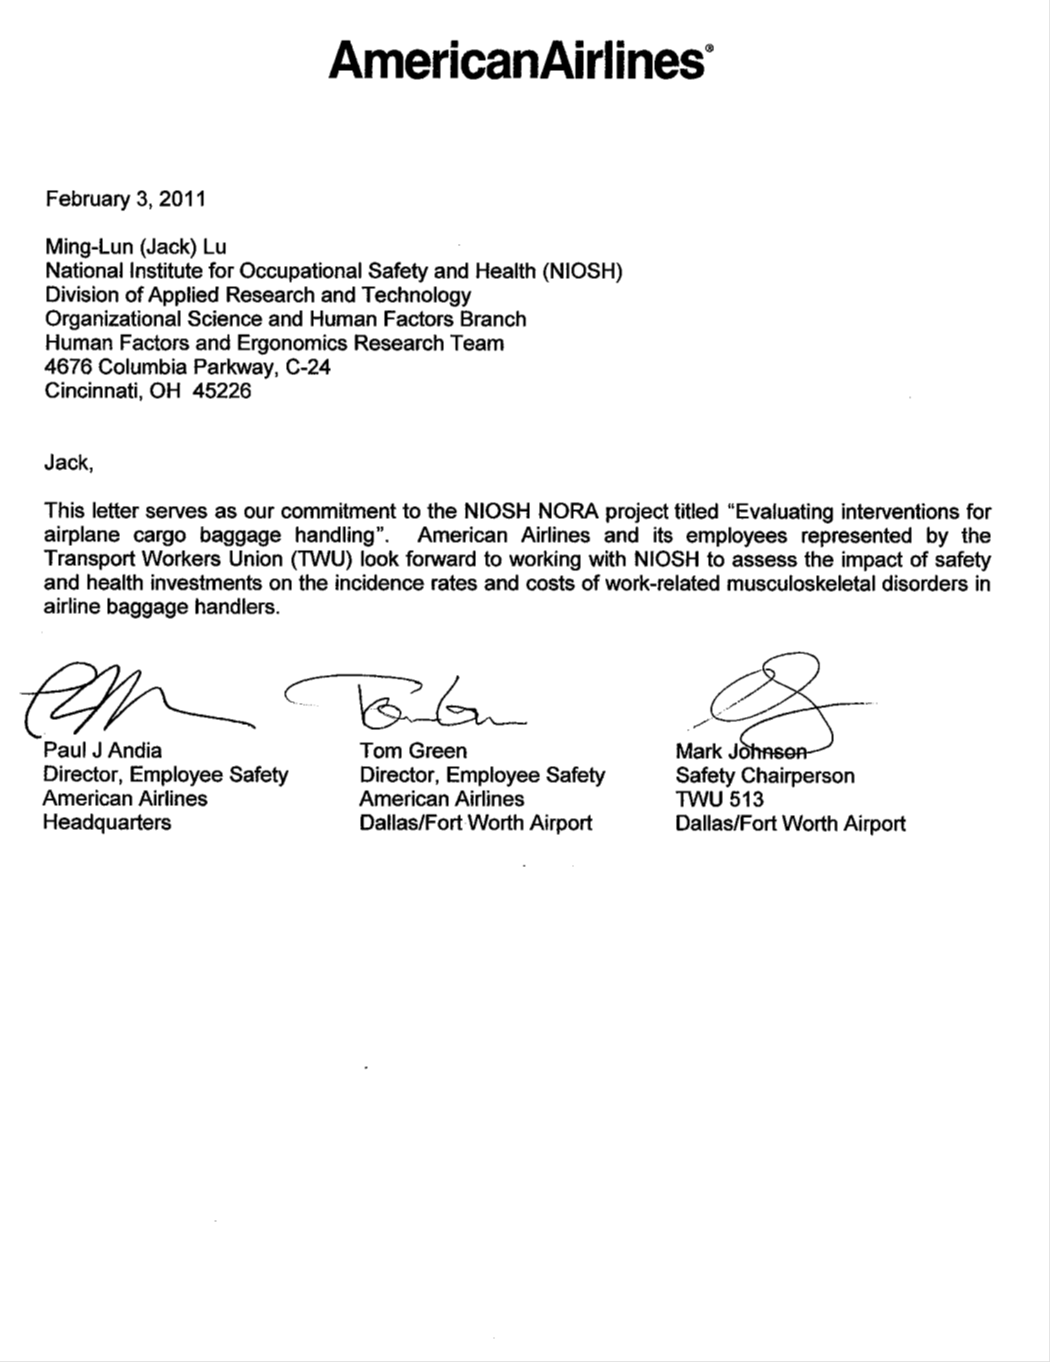 AmericanAirlines®
February 3, 2011
Ming-Lun (Jack) Lu
National Institute for Occupational Safety and Health (NIOSH)
Division of Applied Research and Technology
Organizational Science and Human Factors Branch
Human Factors and Ergonomics Research Team
4676 Columbia Parkway, C-24
Cincinnati, OH 45226
Jack,
This letter serves as our commitment to the NIOSH NORA project titled “Evaluating interventions for
airplane cargo baggage handling”. American Airlines and its employees represented by the
Transport Workers Union (TWU) look forward to working with NIOSH to assess the impact of safety
and health investments on the incidence rates and costs of work-related musculoskeletal disorders in
airline baggage handlers.
Paul J Andia
Director, Employee Safety
American Airlines
Headquarters
Tom Green
Director, Employee Safety
American Airlines
Dallas/Fort Worth Airport
Mark Johnson
Safety Chairperson
TWU 513
Dallas/Fort Worth Airport